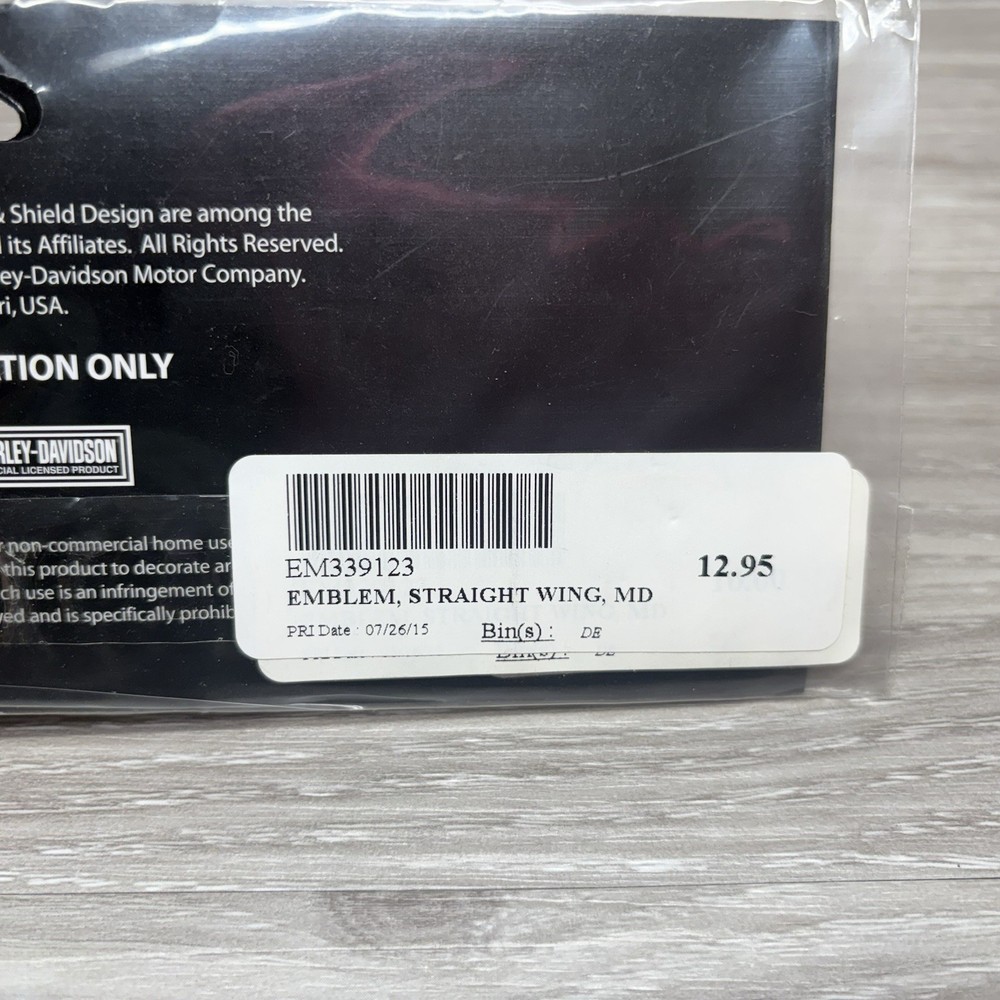 & Shield Design are among the
its Affiliates. All Rights Reserved.
ey-Davidson Motor Company.
ri, USA.
TION ONLY
RLEY-DAVIDSON
CIAL LICENSED PRODUCT
non-commercial home use
this product to decorate ar
ch use is an infringement of
ed and is specifically prohib
EM339123
12.95
EMBLEM, STRAIGHT WING, MD
PRI Date : 07/26/15 Bin(s) : DE